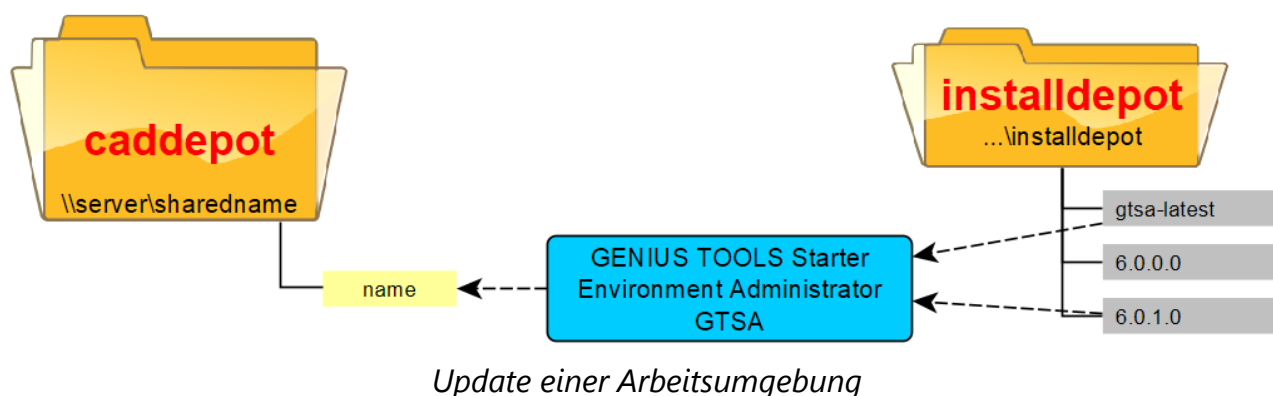 caddepot
\\server\sharedname
name
GENIUS TOOLS Starter
Environment Administrator
GTSA
installdepot
...\installdepot
gtsa-latest
6.0.0.0
6.0.1.0
Update einer Arbeitsumgebung